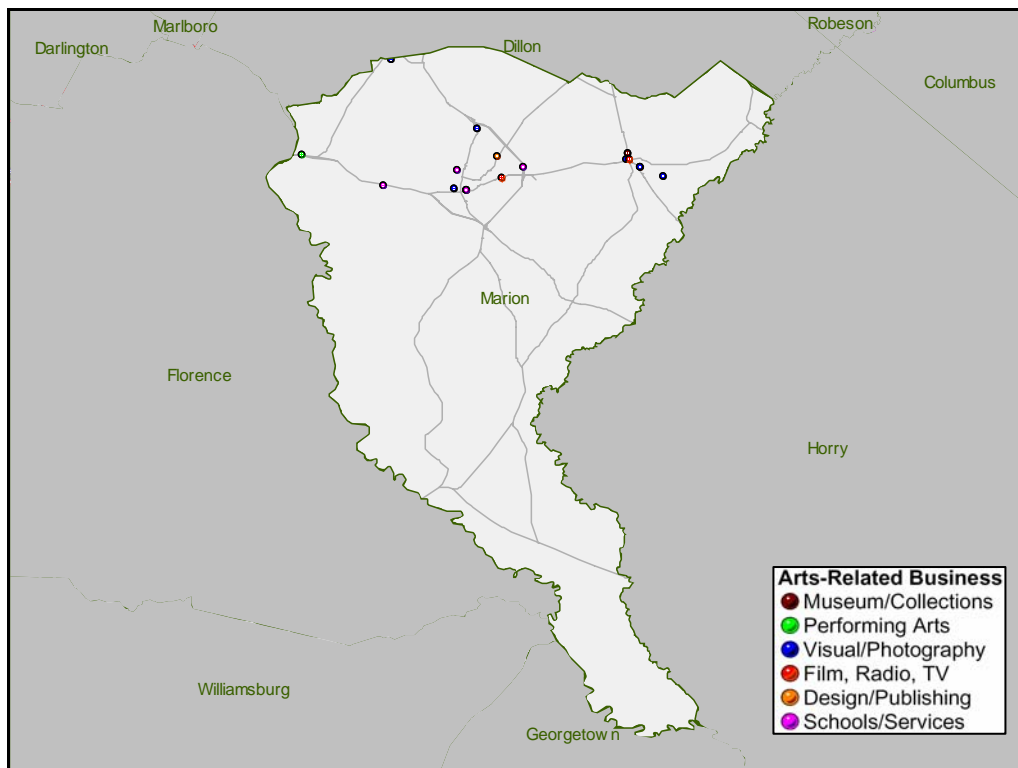 Marlboro
Robeson
Darlington
Dillon
Columbus
Marion
Florence
Horry
Williamsburg
Georgetown
Arts-Related Business
Museum/Collections
Performing Arts
Visual/Photography
Film, Radio, TV
Design/Publishing
Schools/Services